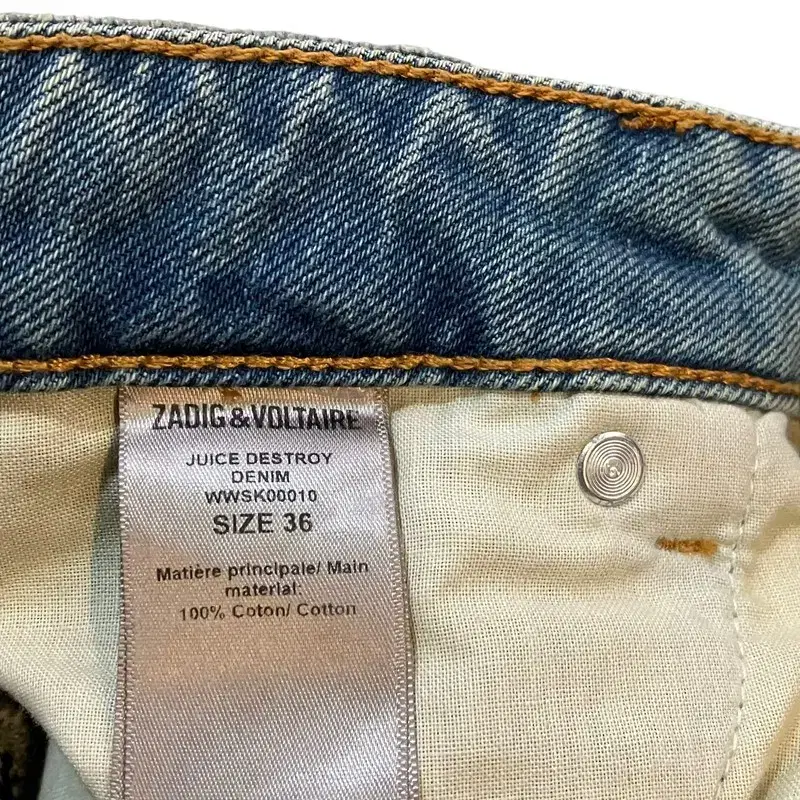 ZADIG&VOLTAIRE
JUICE DESTROY
DENIM
WWSK00010
SIZE 36
Matière principale/ Main
material:
100% Coton/ Cotton